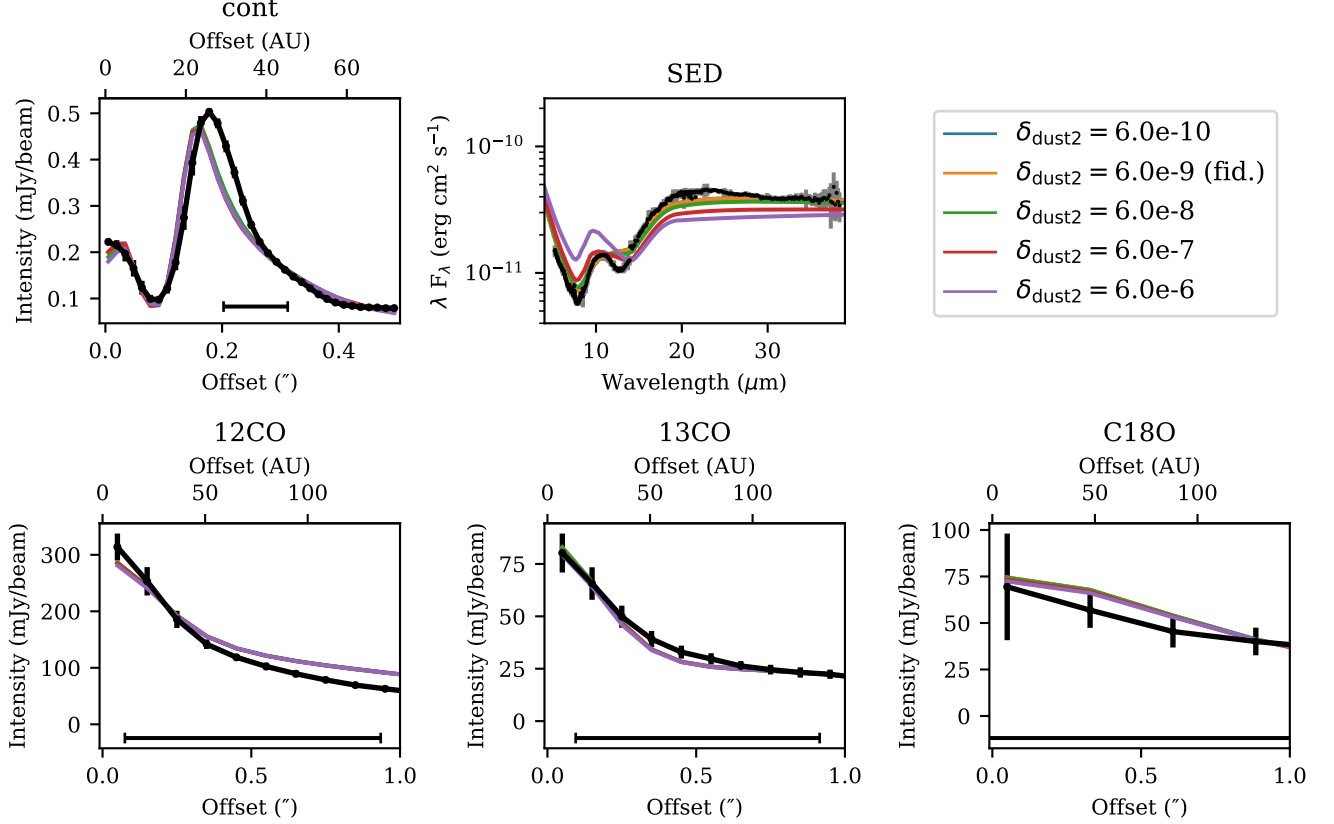 cont
Offset (AU)
0 20 40 60
Intensity (mJy/beam)
0.5
0.4
0.3
0.2
0.1
0.0 0.2 0.4
Offset (″)
SED
λ F_λ (erg cm² s⁻¹)
10⁻¹⁰
10⁻¹¹
10 20 30
Wavelength (μm)
δ_dust2 = 6.0e-10
δ_dust2 = 6.0e-9 (fid.)
δ_dust2 = 6.0e-8
δ_dust2 = 6.0e-7
δ_dust2 = 6.0e-6
12CO
Offset (AU)
0 50 100
Intensity (mJy/beam)
300
200
100
0
0.0 0.5 1.0
Offset (″)
13CO
Offset (AU)
0 50 100
Intensity (mJy/beam)
75
50
25
0
0.0 0.5 1.0
Offset (″)
C18O
Offset (AU)
0 50 100
Intensity (mJy/beam)
100
75
50
25
0
0.0 0.5 1.0
Offset (″)